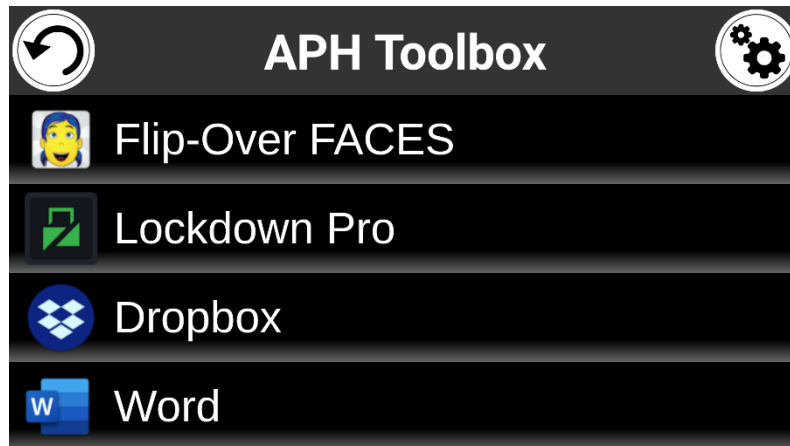 APH Toolbox
Flip-Over FACES
Lockdown Pro
Dropbox
W Word